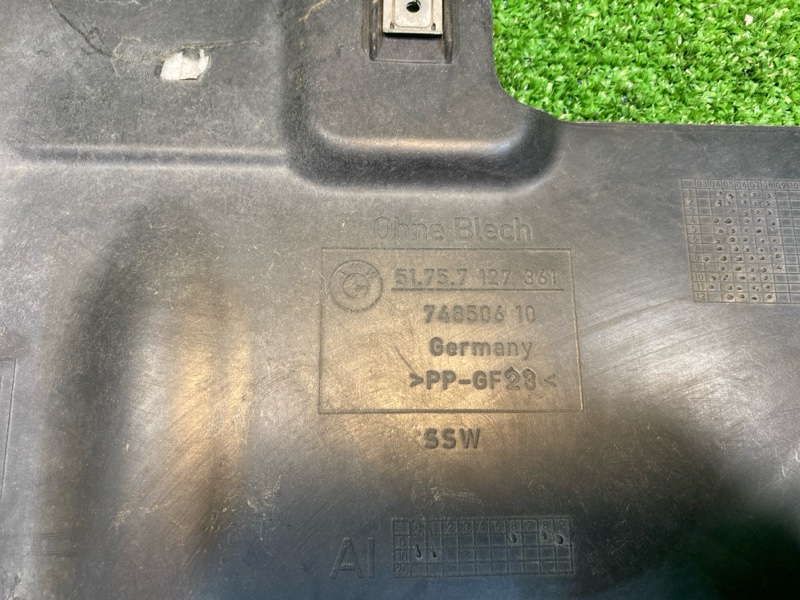 Ohne Blech
51.75.7 127 361
748506 10
Germany
>PP-GF23<
SSW
AI